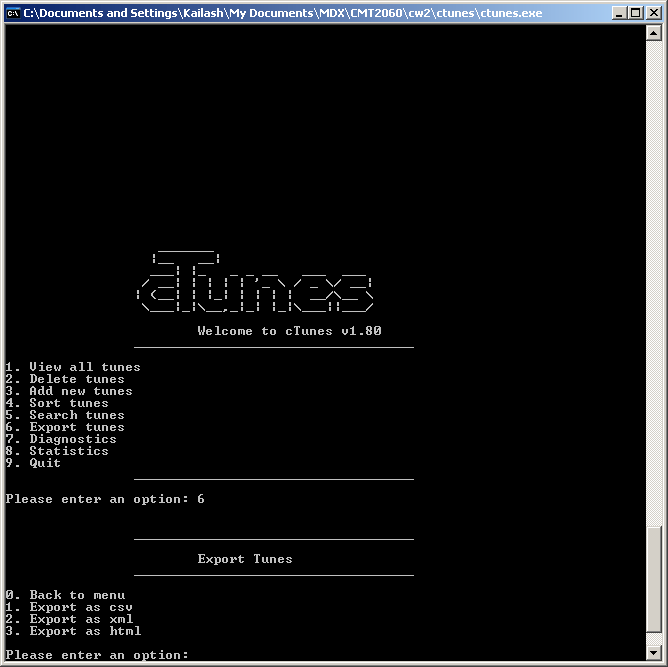 C:\Documents and Settings\Kailash\My Documents\MDX\CMT2060\cw2\ctunes\ctunes.exe
cTunes
Welcome to cTunes v1.80
1. View all tunes
2. Delete tunes
3. Add new tunes
4. Sort tunes
5. Search tunes
6. Export tunes
7. Diagnostics
8. Statistics
9. Quit
Please enter an option: 6
Export Tunes
0. Back to menu
1. Export as csv
2. Export as xml
3. Export as html
Please enter an option: